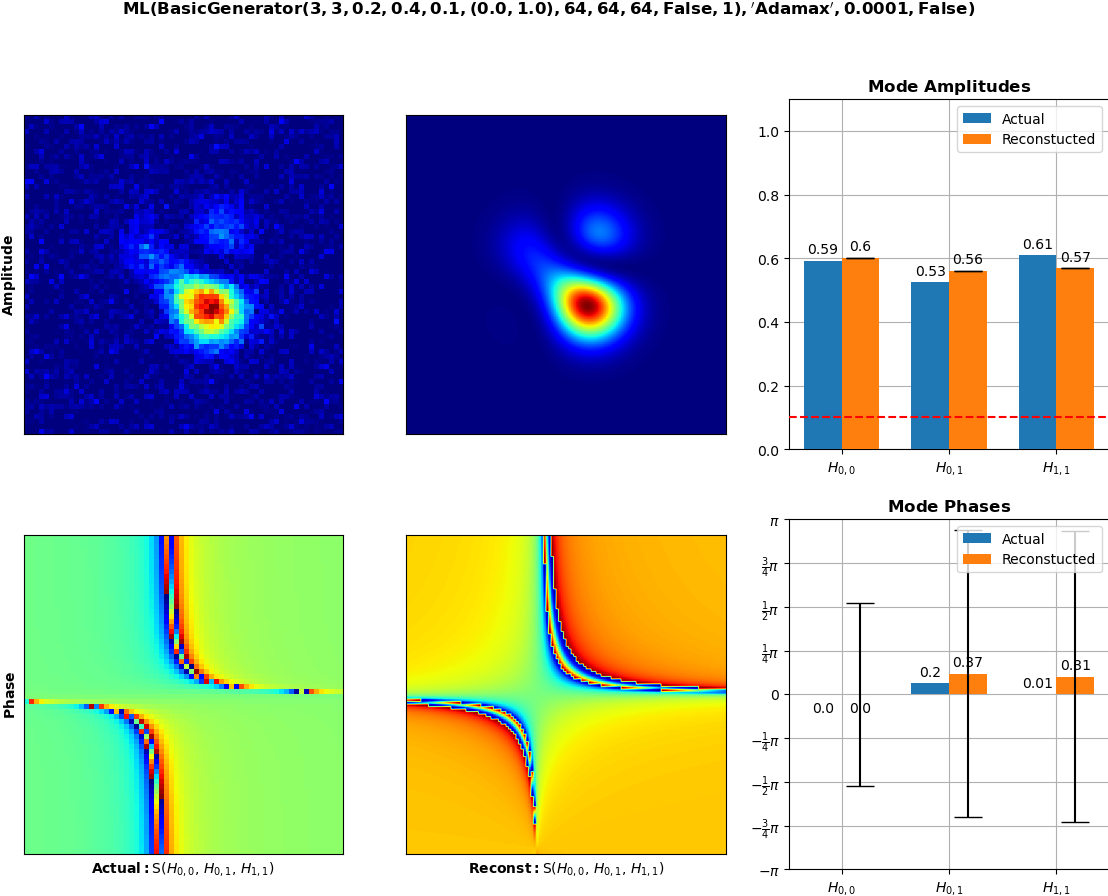 ML(BasicGenerator(3, 3, 0.2, 0.4, 0.1, (0.0, 1.0), 64, 64, 64, False, 1), ′Adamax′, 0.0001, False)
Amplitude
Mode Amplitudes
Actual
Reconstucted
1.0
0.8
0.6
0.4
0.2
0.0
0.59
0.6
0.53
0.56
0.61
0.57
H₀,₀
H₀,₁
H₁,₁
Phase
Actual: S(H₀,₀, H₀,₁, H₁,₁)
Reconst: S(H₀,₀, H₀,₁, H₁,₁)
Mode Phases
Actual
Reconstucted
π
3/4π
1/2π
1/4π
0
−1/4π
−1/2π
−3/4π
−π
0.0
0.0
0.2
0.37
0.01
0.31
H₀,₀
H₀,₁
H₁,₁